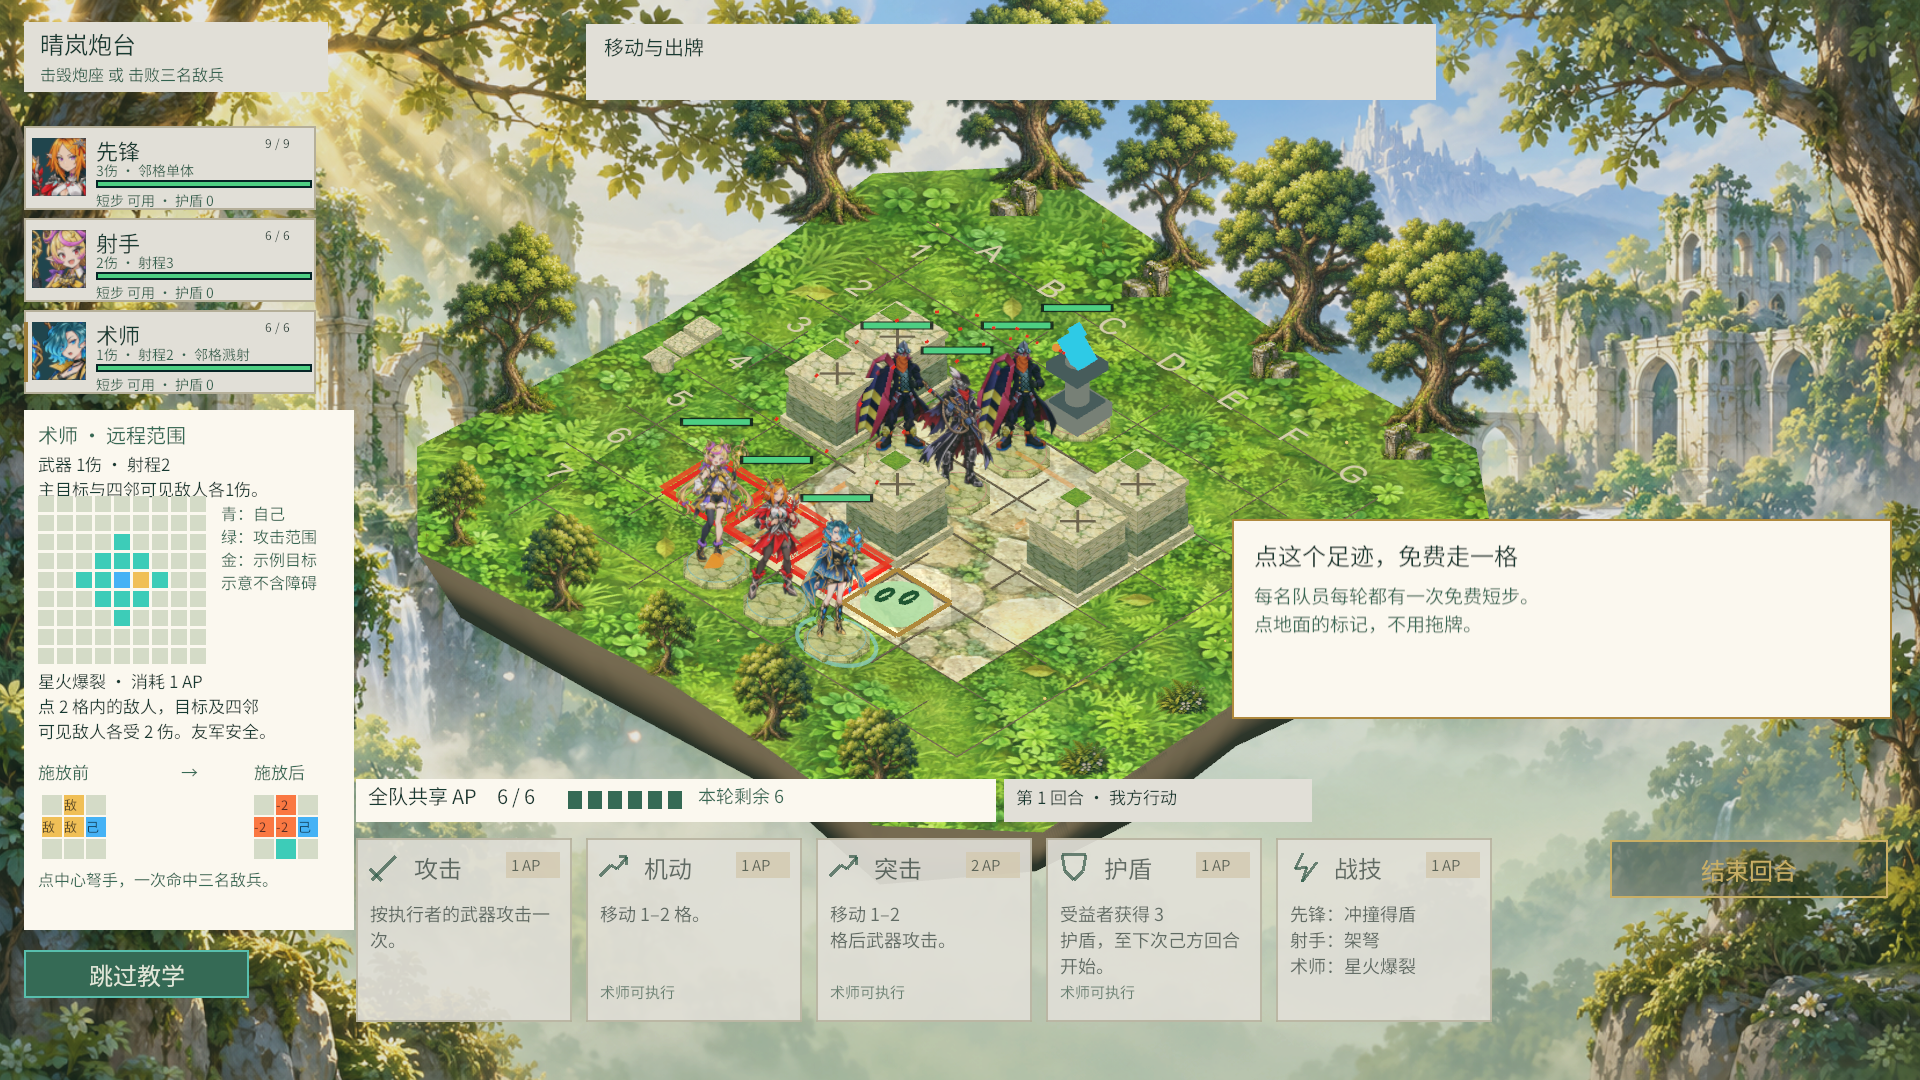 晴岚炮台
击毁炮座 或 击败三名敌兵
移动与出牌
先锋
9 / 9
3伤 · 邻格单体
短步 可用 · 护盾 0
射手
6 / 6
2伤 · 射程3
短步 可用 · 护盾 0
术师
6 / 6
1伤 · 射程2 · 邻格溅射
短步 可用 · 护盾 0
术师 · 远程范围
武器 1伤 · 射程2
主目标与四邻可见敌人各1伤。
青：自己
绿：攻击范围
金：示例目标
示意不含障碍
星火爆裂 · 消耗 1 AP
点 2 格内的敌人，目标及四邻
可见敌人各受 2 伤。友军安全。
施放前 → 施放后
敌
敌 敌 己
-2
-2 -2 己
点中心弩手，一次命中三名敌兵。
跳过教学
1
2
3
4
5
6
7
A
B
C
D
E
F
G
点这个足迹，免费走一格
每名队员每轮都有一次免费短步。
点地面的标记，不用拖牌。
全队共享 AP 6 / 6 本轮剩余 6
第 1 回合 · 我方行动
攻击 1 AP
按执行者的武器攻击一
次。
机动 1 AP
移动 1–2 格。
术师可执行
突击 2 AP
移动 1–2
格后武器攻击。
术师可执行
护盾 1 AP
受益者获得 3
护盾，至下次己方回合
开始。
术师可执行
战技 1 AP
先锋：冲撞得盾
射手：架弩
术师：星火爆裂
结束回合